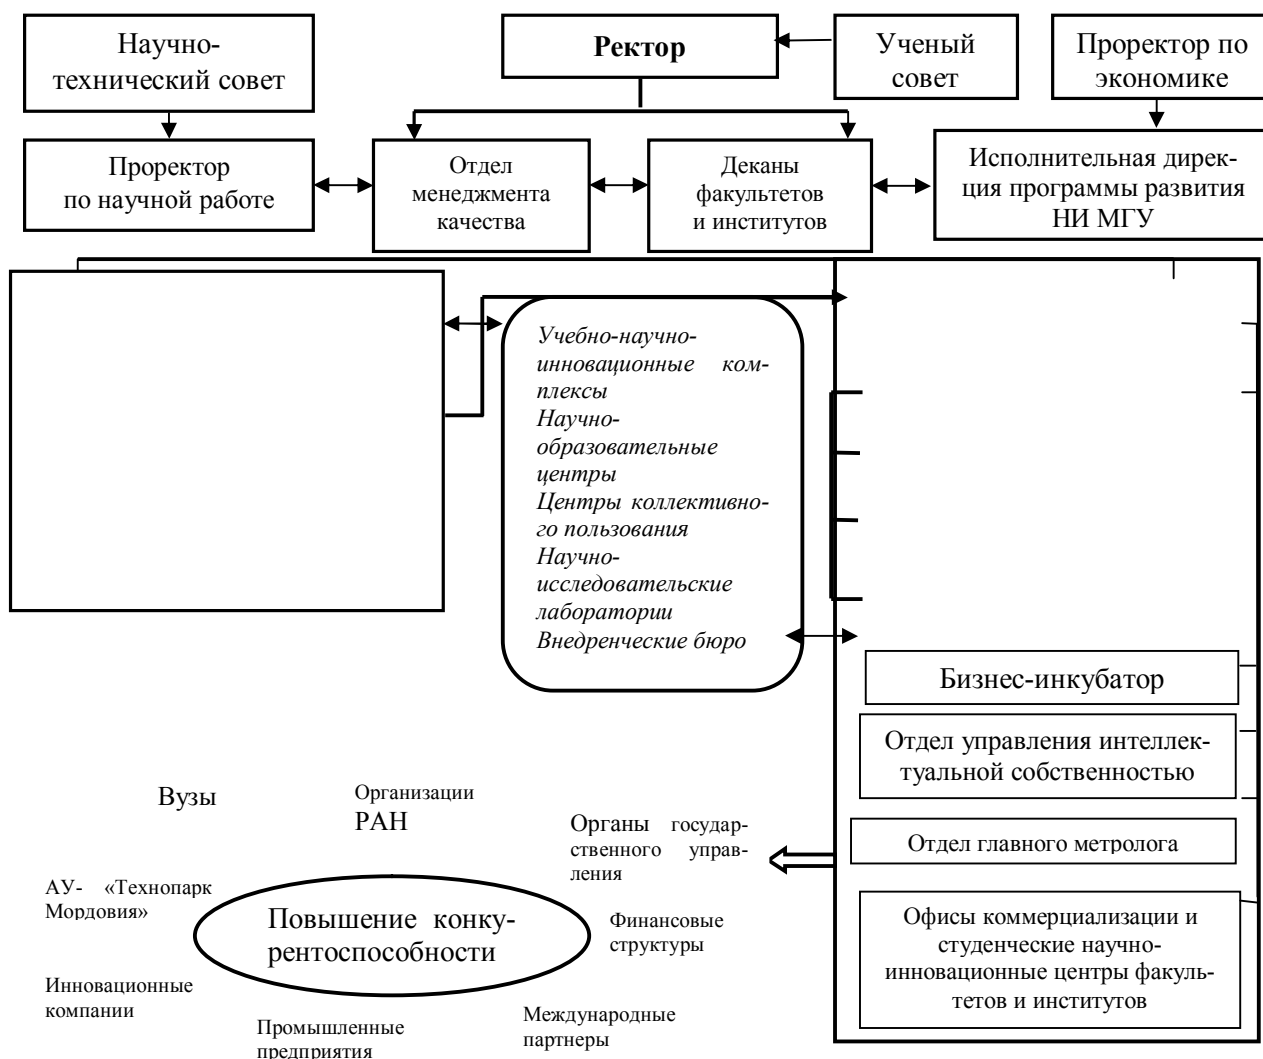 Научно-
технический совет
Ректор
Ученый
совет
Проректор по
экономике
Проректор
по научной работе
Отдел
менеджмента
качества
Деканы
факультетов
и институтов
Исполнительная дирек-
ция программы развития
НИ МГУ
Учебно-научно-
инновационные ком-
плексы
Научно-
образовательные
центры
Центры коллективно-
го пользования
Научно-
исследовательские
лаборатории
Внедренческие бюро
Бизнес-инкубатор
Отдел управления интеллек-
туальной собственностью
Отдел главного метролога
Офисы коммерциализации и
студенческие научно-
инновационные центры факуль-
тетов и институтов
Вузы
Организации
РАН
Органы государ-
ственного управ-
ления
АУ- «Технопарк
Мордовия»
Повышение конку-
рентоспособности
Финансовые
структуры
Инновационные
компании
Промышленные
предприятия
Международные
партнеры